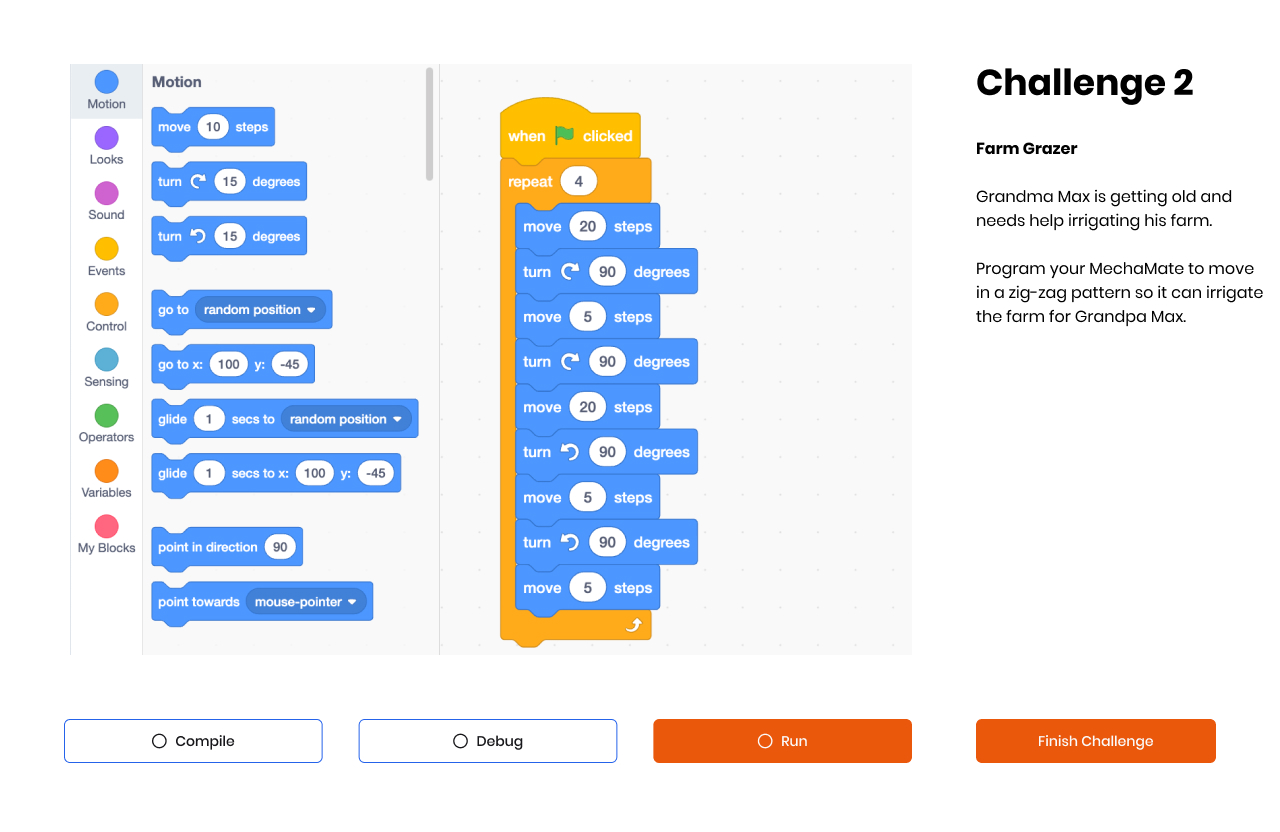 Motion
Looks
Sound
Events
Control
Sensing
Operators
Variables
My Blocks
Motion
move 10 steps
turn 15 degrees
turn 15 degrees
go to random position
go to x: 100 y: -45
glide 1 secs to random position
glide 1 secs to x: 100 y: -45
point in direction 90
point towards mouse-pointer
when clicked
repeat 4
move 20 steps
turn 90 degrees
move 5 steps
turn 90 degrees
move 20 steps
turn 90 degrees
move 5 steps
turn 90 degrees
move 5 steps
Challenge 2
Farm Grazer
Grandma Max is getting old and
needs help irrigating his farm.
Program your MechaMate to move
in a zig-zag pattern so it can irrigate
the farm for Grandpa Max.
Compile
Debug
Run
Finish Challenge